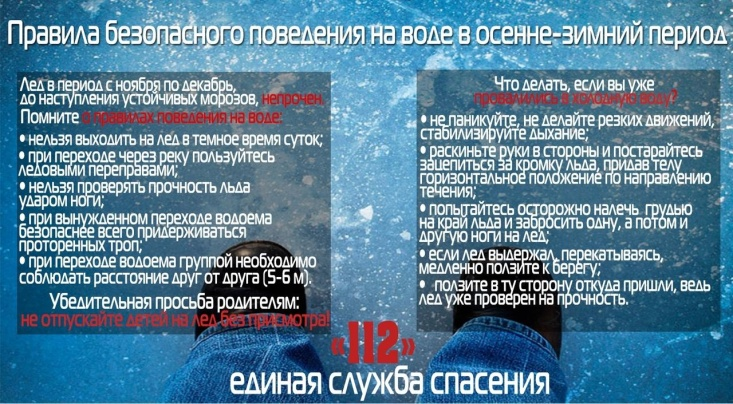 Правила безопасного поведения на воде в осенне-зимний период
Лед в период с ноября по декабрь,
до наступления устойчивых морозов, непрочен.
Помните о правилах поведения на воде:
• нельзя выходить на лед в темное время суток;
• при переходе через реку пользуйтесь
ледовыми переправами;
• нельзя проверять прочность льда
ударом ноги;
• при вынужденном переходе водоема
безопаснее всего придерживаться
проторенных троп;
• при переходе водоема группой необходимо
соблюдать расстояние друг от друга (5-6 м).
Убедительная просьба родителям:
не отпускайте детей на лед без присмотра!
Что делать, если вы уже
провалились в холодную воду?
• не паникуйте, не делайте резких движений,
стабилизируйте дыхание;
• раскиньте руки в стороны и постарайтесь
зацепиться за кромку льда, придав телу
горизонтальное положение по направлению
течения;
• попытайтесь осторожно налечь грудью
на край льда и забросить одну, а потом и
другую ноги на лед;
• если лед выдержал, перекатываясь,
медленно ползите к берегу;
• ползите в ту сторону откуда пришли, ведь
лед уже проверен на прочность.
«112»
единая служба спасения